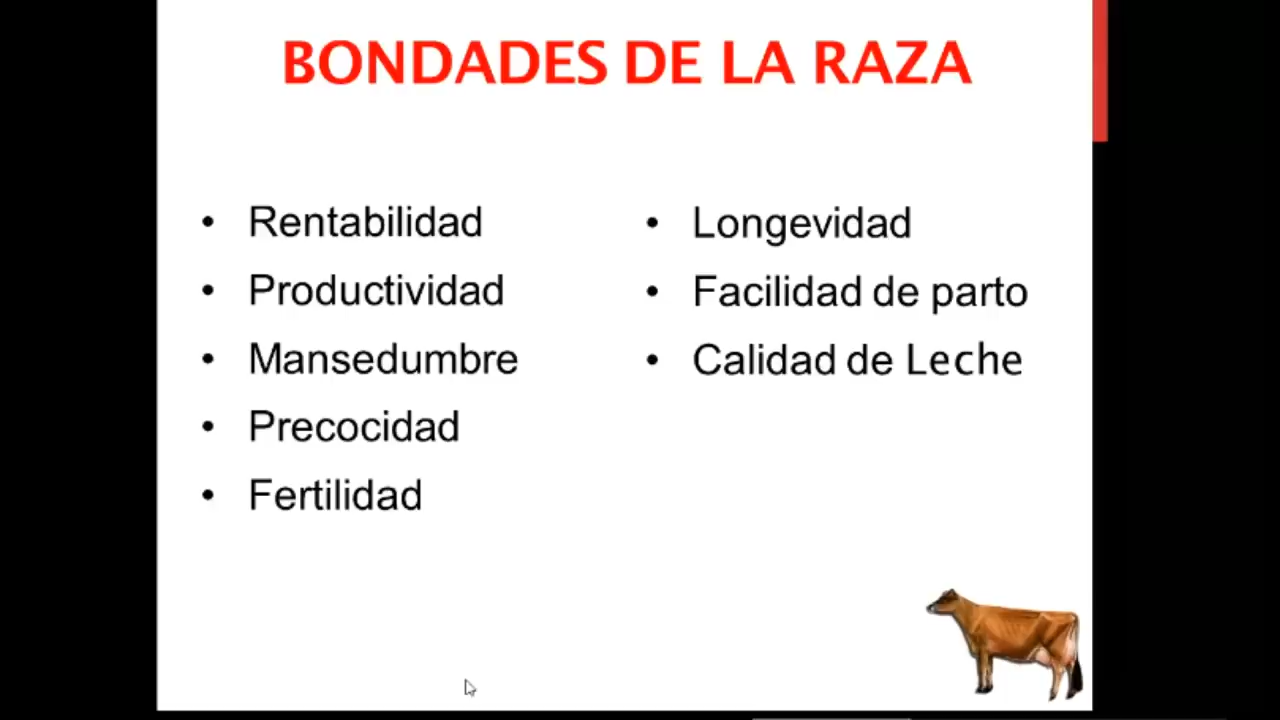 BONDADES DE LA RAZA
• Rentabilidad
• Productividad
• Mansedumbre
• Precocidad
• Fertilidad
• Longevidad
• Facilidad de parto
• Calidad de Leche